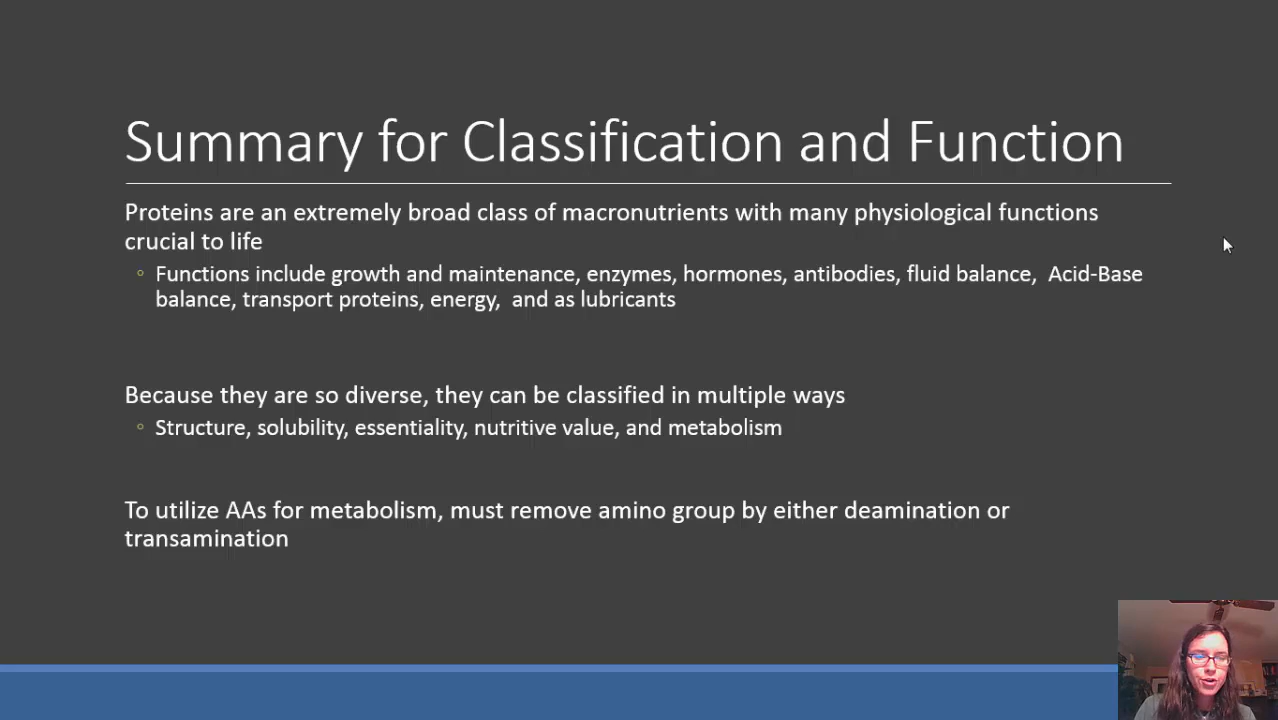 Summary for Classification and Function
Proteins are an extremely broad class of macronutrients with many physiological functions
crucial to life
Functions include growth and maintenance, enzymes, hormones, antibodies, fluid balance,  Acid-Base
balance, transport proteins, energy,  and as lubricants
Because they are so diverse, they can be classified in multiple ways
Structure, solubility, essentiality, nutritive value, and metabolism
To utilize AAs for metabolism, must remove amino group by either deamination or
transamination